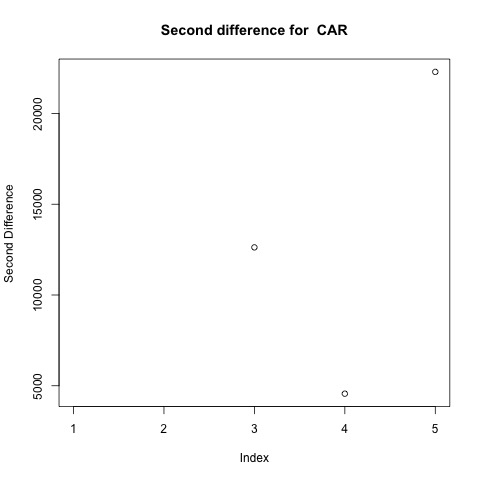 Second difference for  CAR
Second Difference
20000
15000
10000
5000
1 2 3 4 5
Index